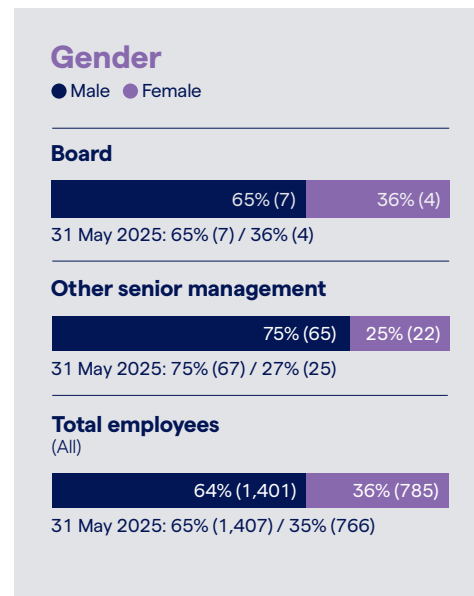 Gender
Male Female
Board
65% (7) 36% (4)
31 May 2025: 65% (7) / 36% (4)
Other senior management
75% (65) 25% (22)
31 May 2025: 75% (67) / 27% (25)
Total employees
(All)
64% (1,401) 36% (785)
31 May 2025: 65% (1,407) / 35% (766)